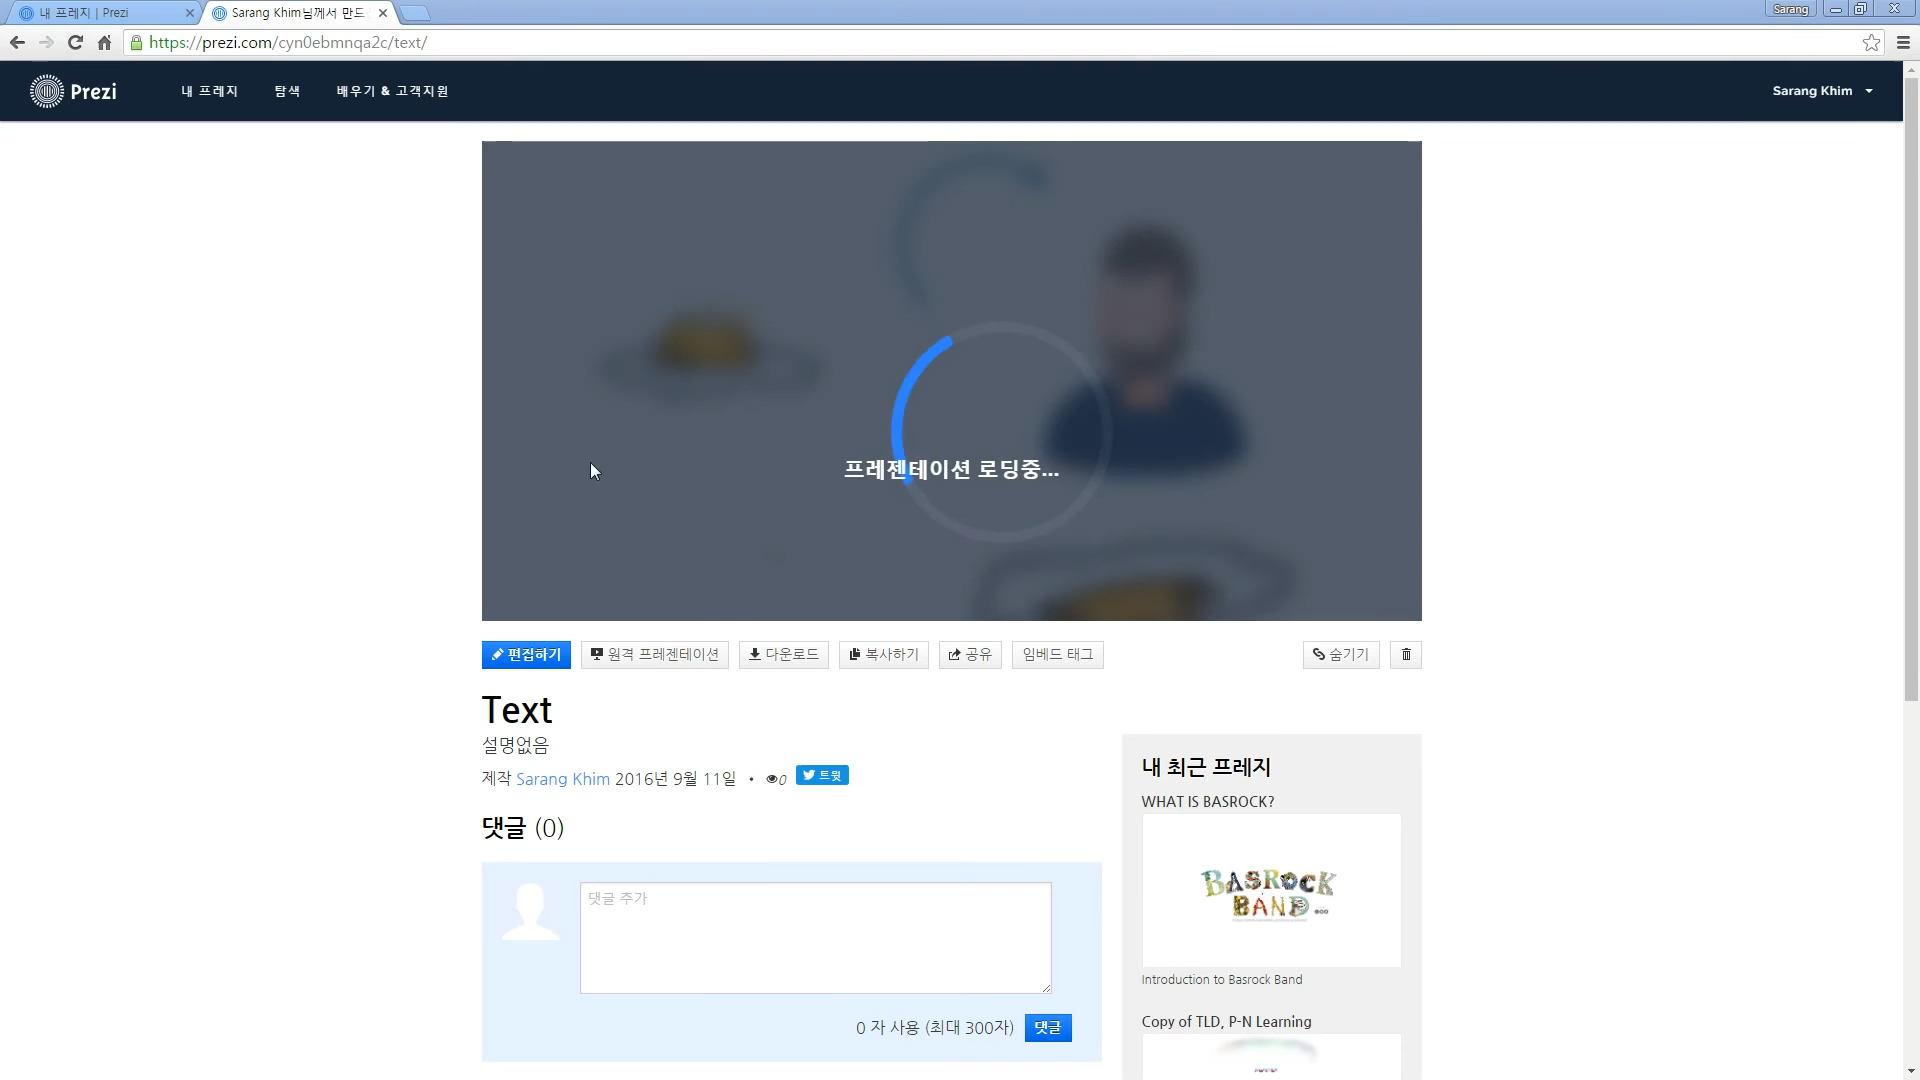 내 프레지 | Prezi
Sarang Khim님께서 만드
Sarang
https://prezi.com/cyn0ebmnqa2c/text/
Prezi
내 프레지
탐색
배우기 & 고객지원
Sarang Khim
프레젠테이션 로딩중...
편집하기
원격 프레젠테이션
다운로드
복사하기
공유
임베드 태그
숨기기
Text
설명없음
제작 Sarang Khim 2016년 9월 11일 • 0 트윗
댓글 (0)
댓글 추가
0 자 사용 (최대 300자) 댓글
내 최근 프레지
WHAT IS BASROCK?
BASROCK
BAND
Introduction to Basrock Band
Copy of TLD, P-N Learning